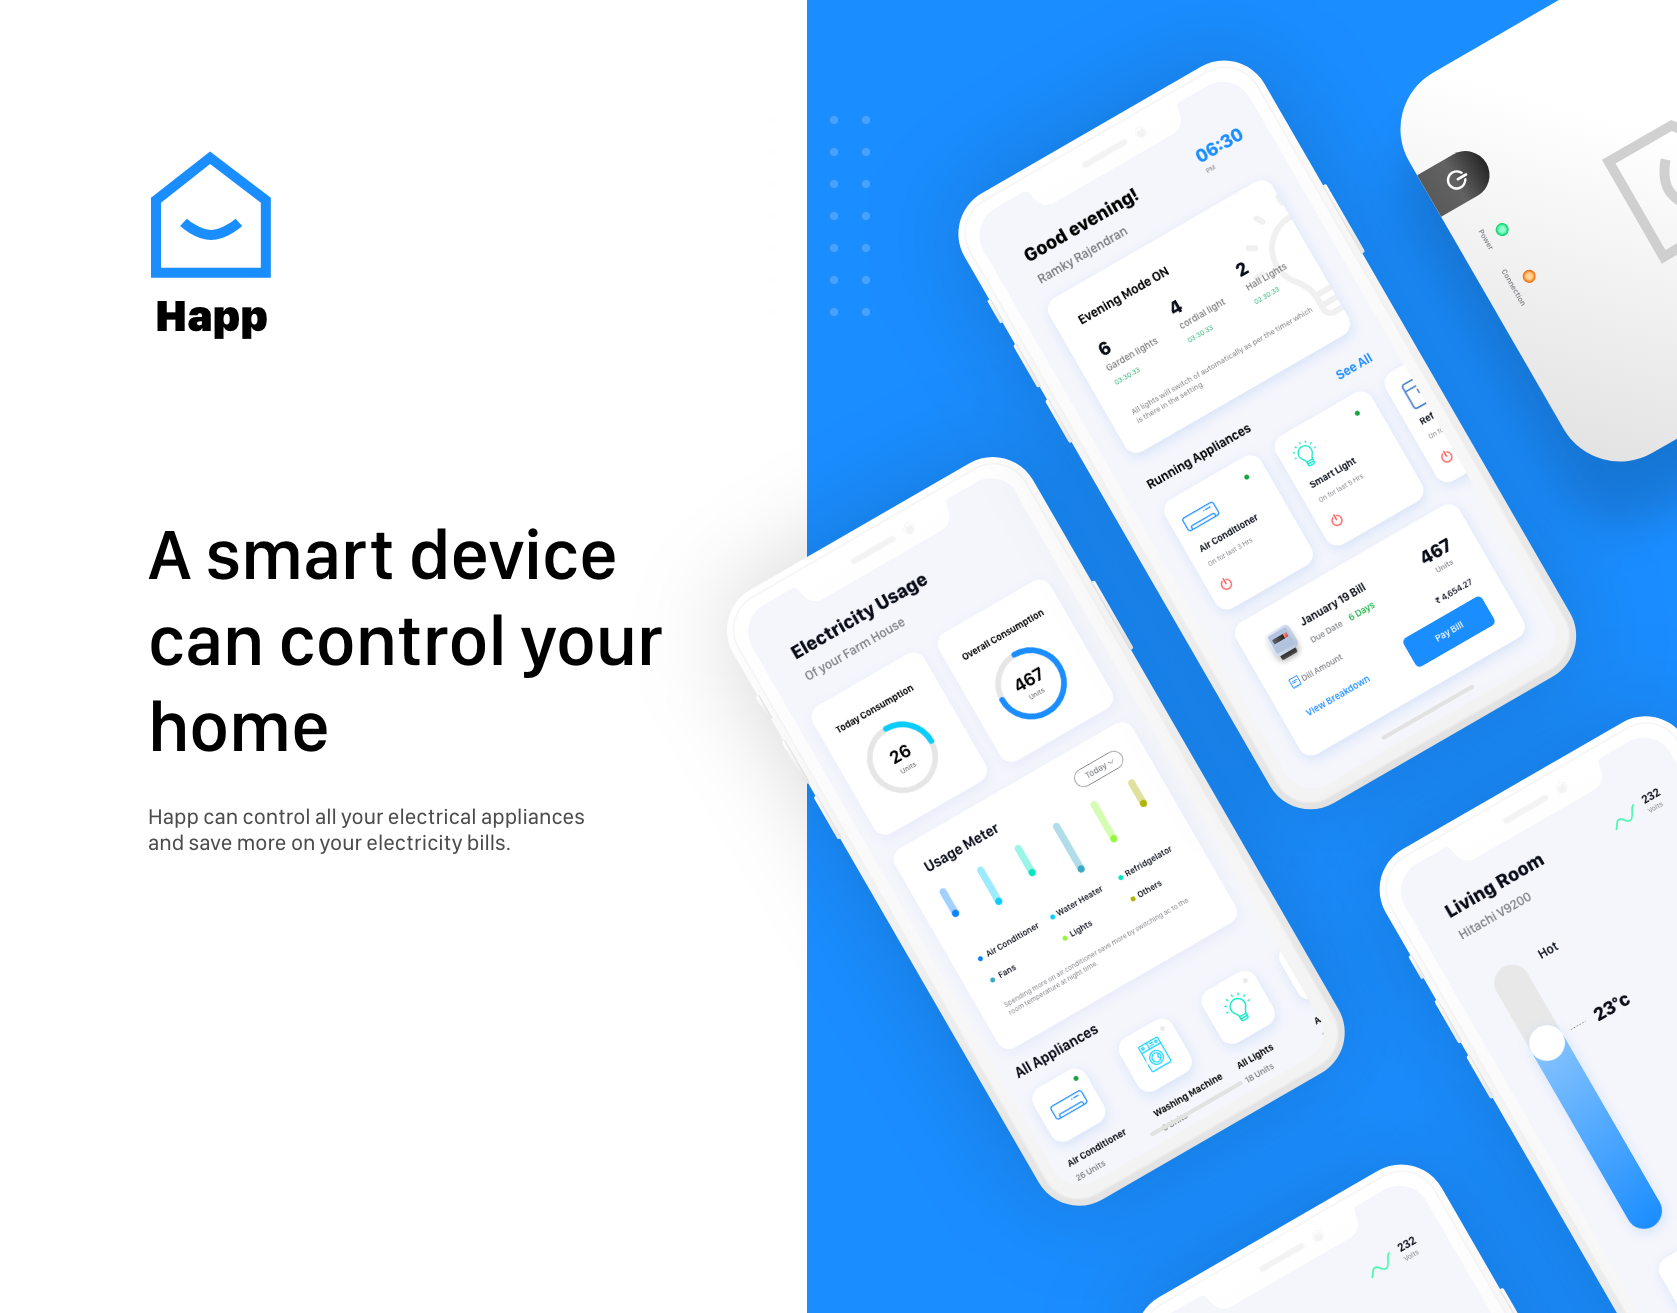 Happ
A smart device
can control your
home
Happ can control all your electrical appliances
and save more on your electricity bills.
06:30
PM
Good evening!
Ramky Rajendran
Evening Mode ON
6
Garden lights
03:30:33
4
cordial light
03:30:33
2
Hall Lights
02:30:33
All lights will switch of automatically as per the timer which
is there in the setting
Running Appliances
See All
Air Conditioner
On for last 3 Hrs
Smart Light
On for last 5 Hrs
Ref
On fo
January 19 Bill
Due Date 6 Days
467
Units
Dill Amount
₹ 4,654.27
View Breakdown
Pay Bill
Power
Connection
Electricity Usage
Of your Farm House
Today Consumption
26
Units
Overall Consumption
467
Units
Usage Meter
Today
Air Conditioner
Water Heater
Refridgelator
Fans
Lights
Others
Spending more on air conditioner save more by switching ac to the
room temperature at night time.
All Appliances
Air Conditioner
26 Units
Washing Machine
All Lights
18 Units
A
232
Volts
Living Room
Hitachi V9200
Hot
23°c
232
Volts